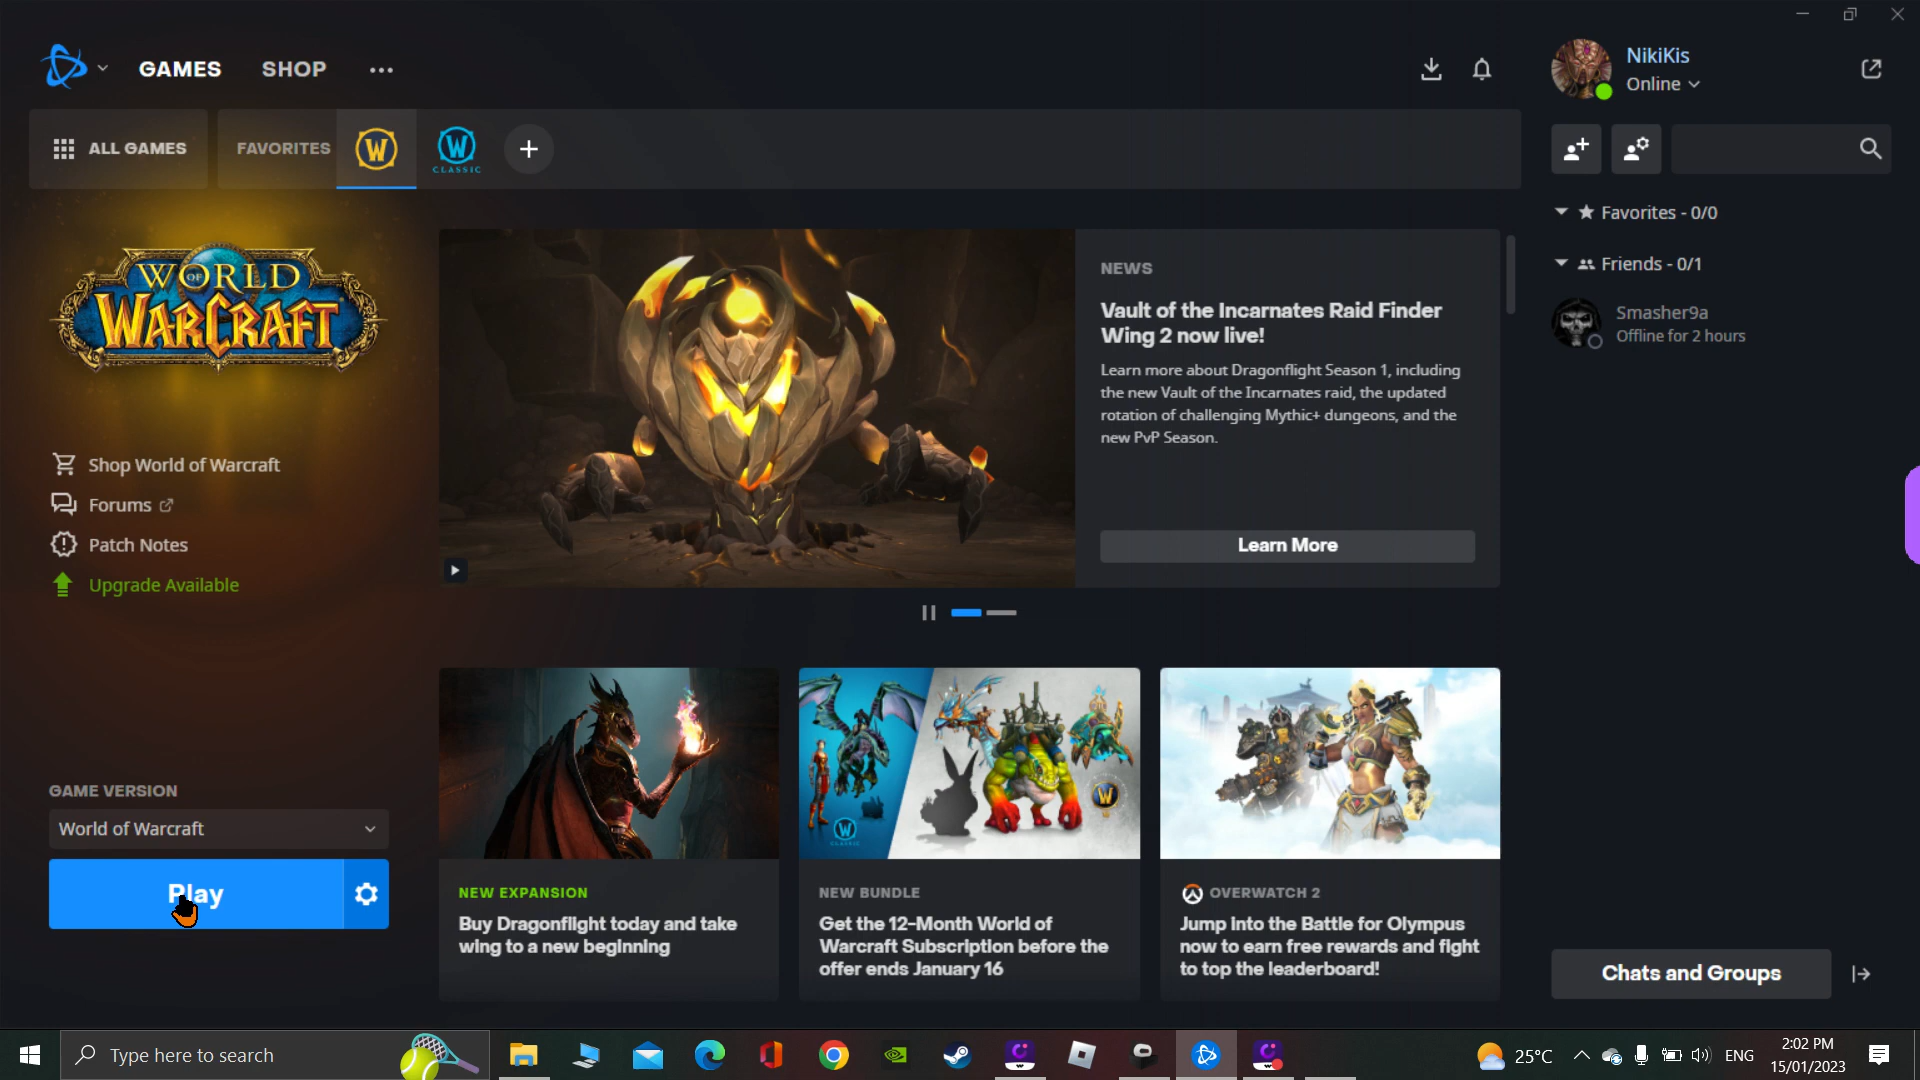 GAMES
SHOP
NikiKis
Online
ALL GAMES
FAVORITES
W
W
CLASSIC
Favorites - 0/0
Friends - 0/1
Smasher9a
Offline for 2 hours
WORLD
OF
WARCRAFT
Shop World of Warcraft
Forums
Patch Notes
Upgrade Available
NEWS
Vault of the Incarnates Raid Finder
Wing 2 now live!
Learn more about Dragonflight Season 1, including
the new Vault of the Incarnates raid, the updated
rotation of challenging Mythic+ dungeons, and the
new PvP Season.
Learn More
GAME VERSION
World of Warcraft
Play
W
CLASSIC
W
NEW EXPANSION
Buy Dragonflight today and take
wing to a new beginning
NEW BUNDLE
Get the 12-Month World of
Warcraft Subscription before the
offer ends January 16
OVERWATCH 2
Jump into the Battle for Olympus
now to earn free rewards and fight
to top the leaderboard!
Chats and Groups
Type here to search
25°C
ENG
2:02 PM
15/01/2023